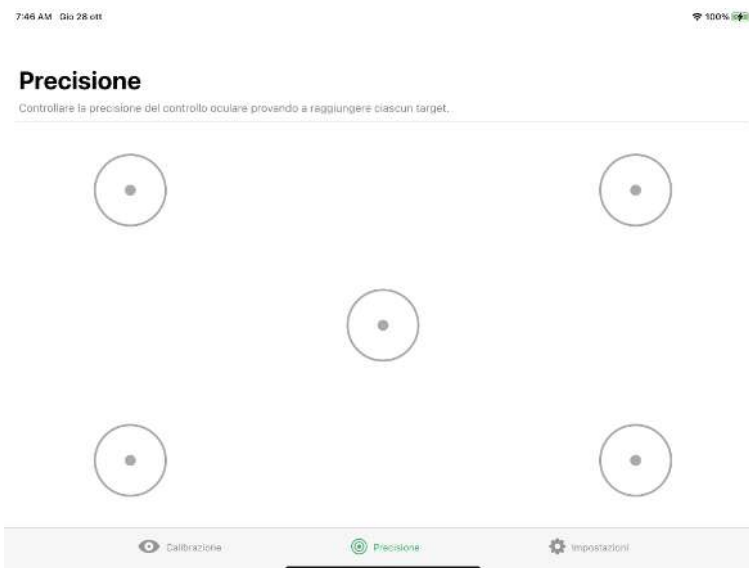 7:46 AM Gio 28 ott
100%
Precisione
Controllare la precisione del controllo oculare provando a raggiungere ciascun target.
Calibrazione
Precisione
Impostazioni